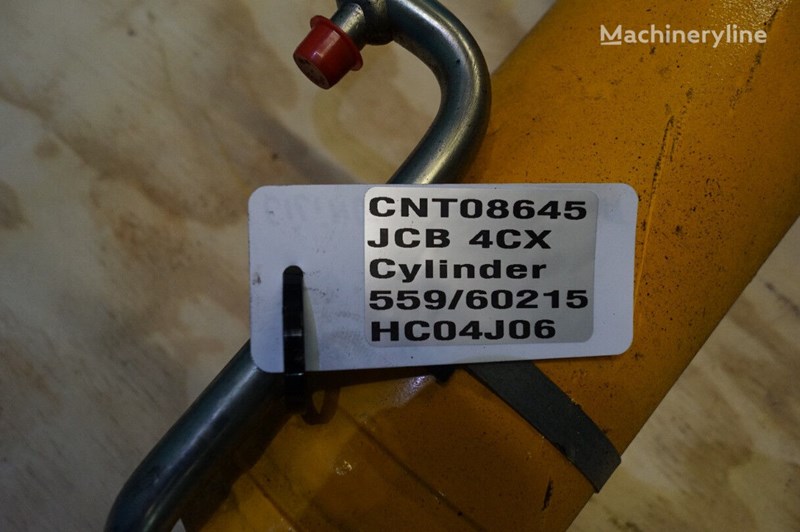 Machineryline
CNT08645
JCB 4CX
Cylinder
559/60215
HC04J06